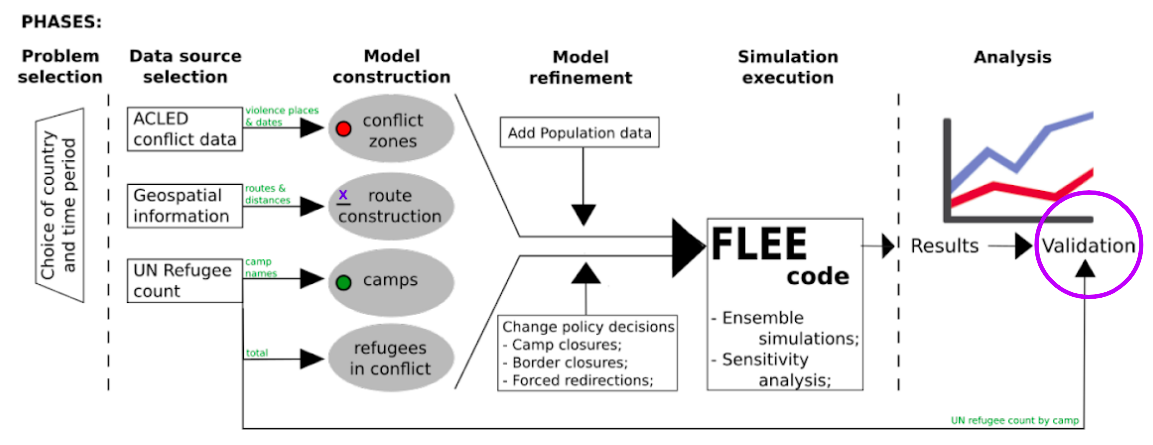 PHASES:
Problem
selection
Data source
selection
Model
construction
Model
refinement
Simulation
execution
Analysis
Choice of country
and time period
ACLED
conflict data
violence places
& dates
conflict
zones
Geospatial
information
routes &
distances
X
route
construction
UN Refugee
count
camp
names
camps
total
refugees
in conflict
Add Population data
Change policy decisions
- Camp closures;
- Border closures;
- Forced redirections;
FLEE
code
- Ensemble
simulations;
- Sensitivity
analysis;
Results
Validation
UN refugee count by camp